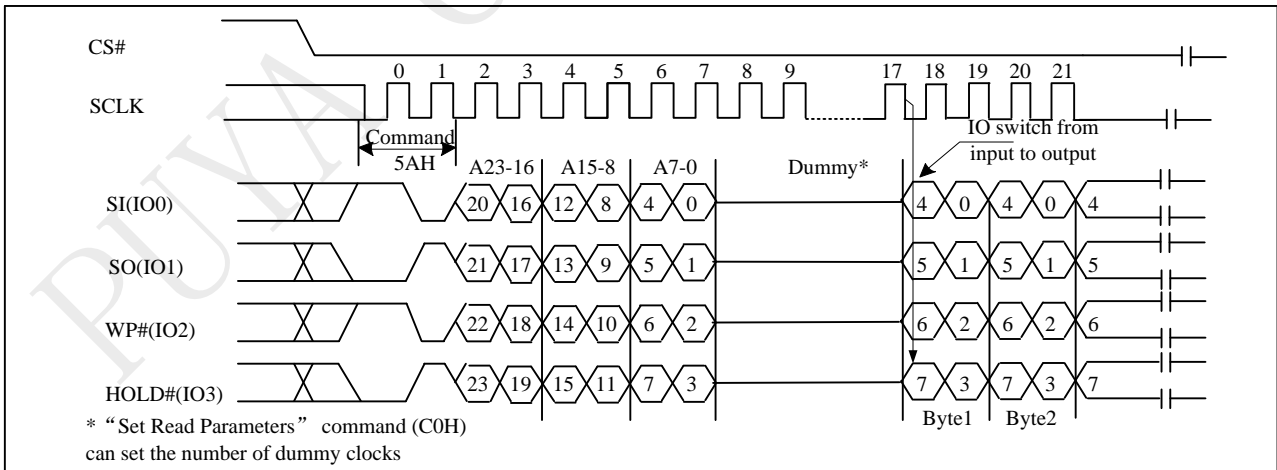 CS#
0 1 2 3 4 5 6 7 8 9 17 18 19 20 21
SCLK
Command
5AH
IO switch from
input to output
A23-16 A15-8 A7-0 Dummy*
SI(IO0) 20 16 12 8 4 0 4 0 4 0 4
SO(IO1) 21 17 13 9 5 1 5 1 5 1 5
WP#(IO2) 22 18 14 10 6 2 6 2 6 2 6
HOLD#(IO3) 23 19 15 11 7 3 7 3 7 3 7
Byte1 Byte2
* “Set Read Parameters” command (C0H)
can set the number of dummy clocks
PUYA